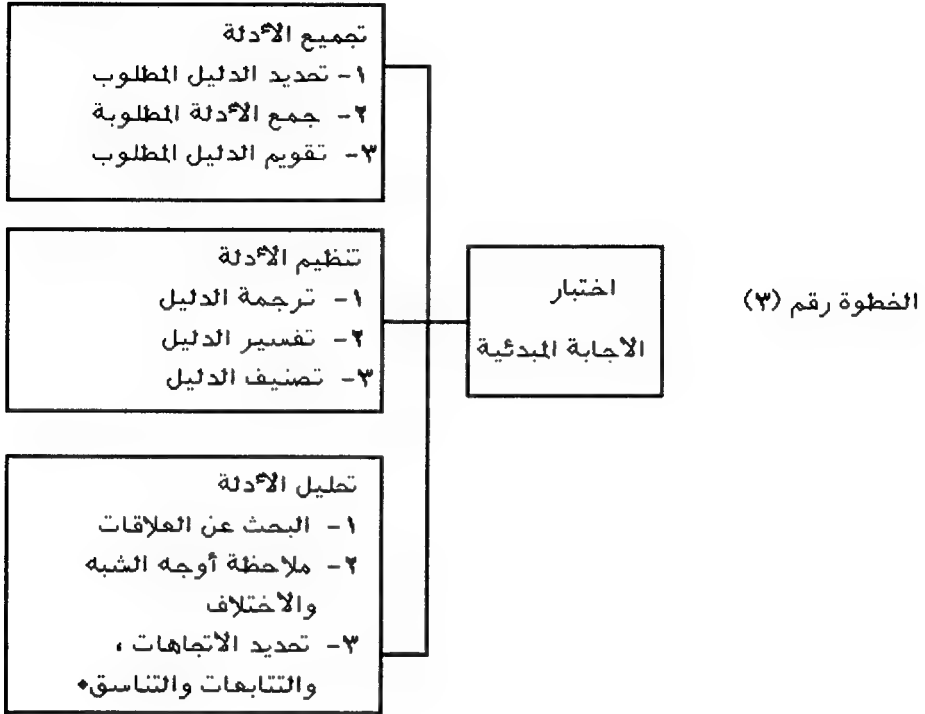 الخطوة رقم (٣)
اختبار
الاجابة المبدئية
تجميع الأدلة
١- تحديد الدليل المطلوب
٢- جمع الأدلة المطلوبة
٣- تقويم الدليل المطلوب
تنظيم الأدلة
١- ترجمة الدليل
٢- تفسير الدليل
٣- تصنيف الدليل
تحليل الأدلة
١- البحث عن العلاقات
٢- ملاحظة أوجه الشبه
والاختلاف
٣- تحديد الاتجاهات ،
والتتابعات والتناسق٠